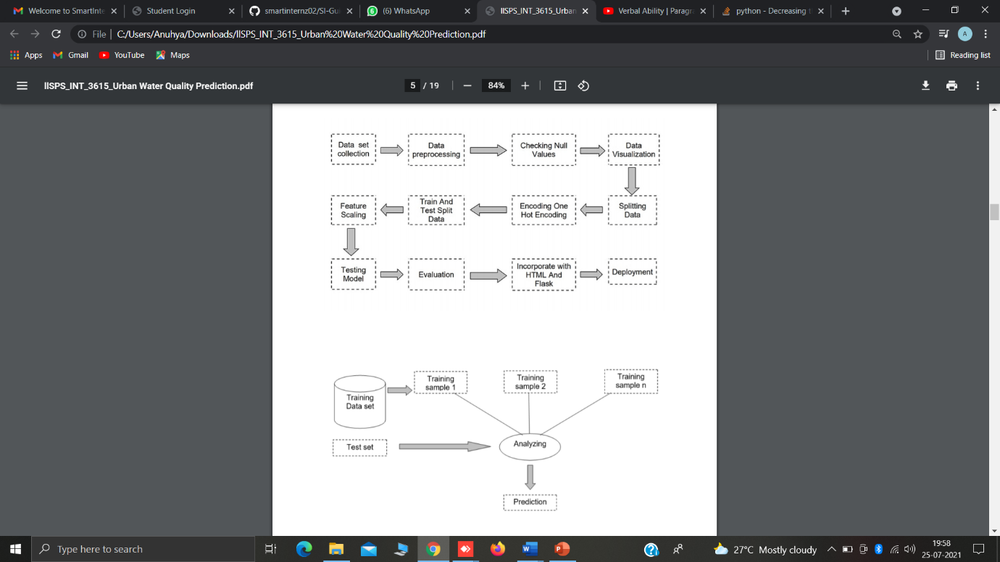 Welcome to SmartInte
Student Login
smartinternz02/SI-Gui
6 (6) WhatsApp
IISPS_INT_3615_Urban
Verbal Ability | Paragra
python - Decreasing t
File | C:/Users/Anuhya/Downloads/IISPS_INT_3615_Urban%20Water%20Quality%20Prediction.pdf
A
Apps
Gmail
YouTube
Maps
Reading list
IISPS_INT_3615_Urban Water Quality Prediction.pdf
5 / 19
84%
Data set
collection
Data
preprocessing
Checking Null
Values
Data
Visualization
Feature
Scaling
Train And
Test Split
Data
Encoding One
Hot Encoding
Splitting
Data
Testing
Model
Evaluation
Incorporate with
HTML And
Flask
Deployment
Training
Data set
Training
sample 1
Training
sample 2
Training
sample n
Test set
Analyzing
Prediction
Type here to search
27°C Mostly cloudy
19:58
25-07-2021